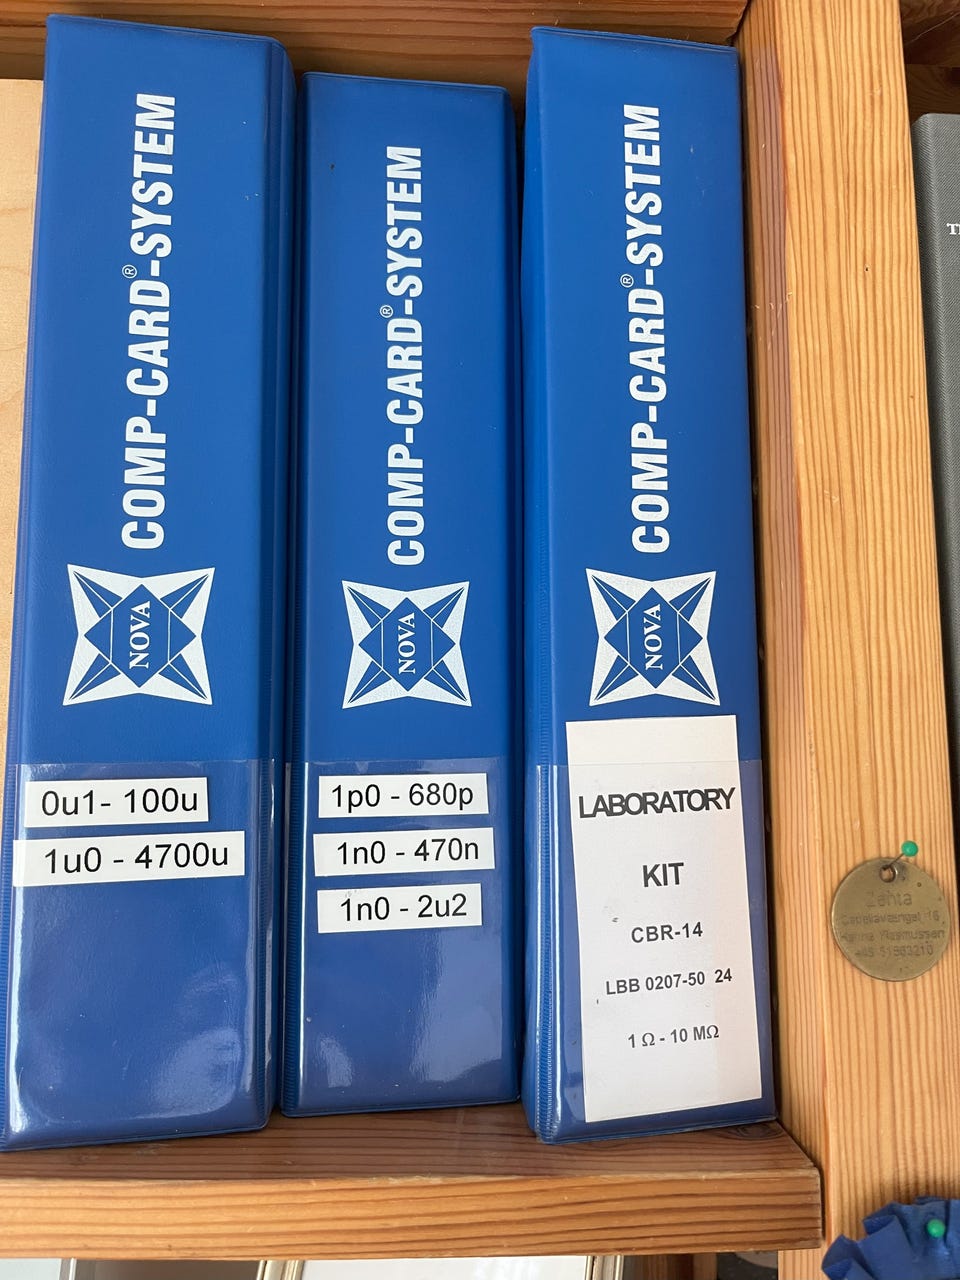 COMP-CARD®-SYSTEM
NOVA
0u1- 100u
1u0 - 4700u
COMP-CARD®-SYSTEM
NOVA
1p0 - 680p
1n0 - 470n
1n0 - 2u2
COMP-CARD®-SYSTEM
NOVA
LABORATORY
KIT
CBR-14
LBB 0207-50 24
1 Ω - 10 MΩ
Zenta